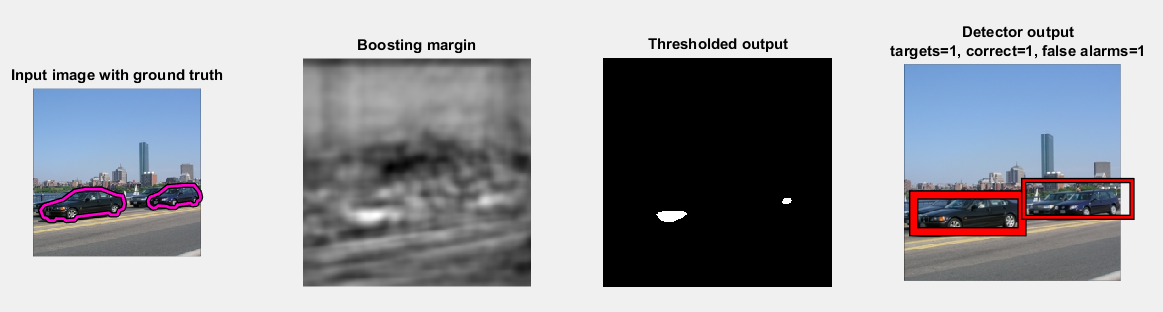 Input image with ground truth
Boosting margin
Thresholded output
Detector output
targets=1, correct=1, false alarms=1